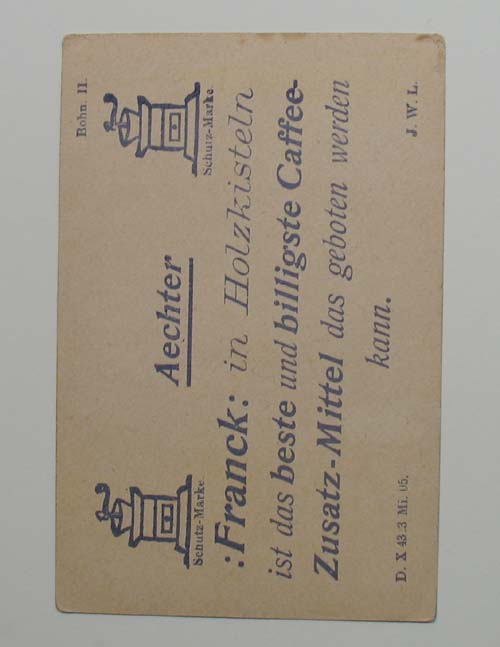 Bohn. II.
Schutz-Marke. Schutz-Marke.
Aechter
:Franck: in Holzkisteln
ist das beste und billigste Caffee-
Zusatz-Mittel das geboten werden
kann.
D. X 43:3 Mi. 05. J. W. L.